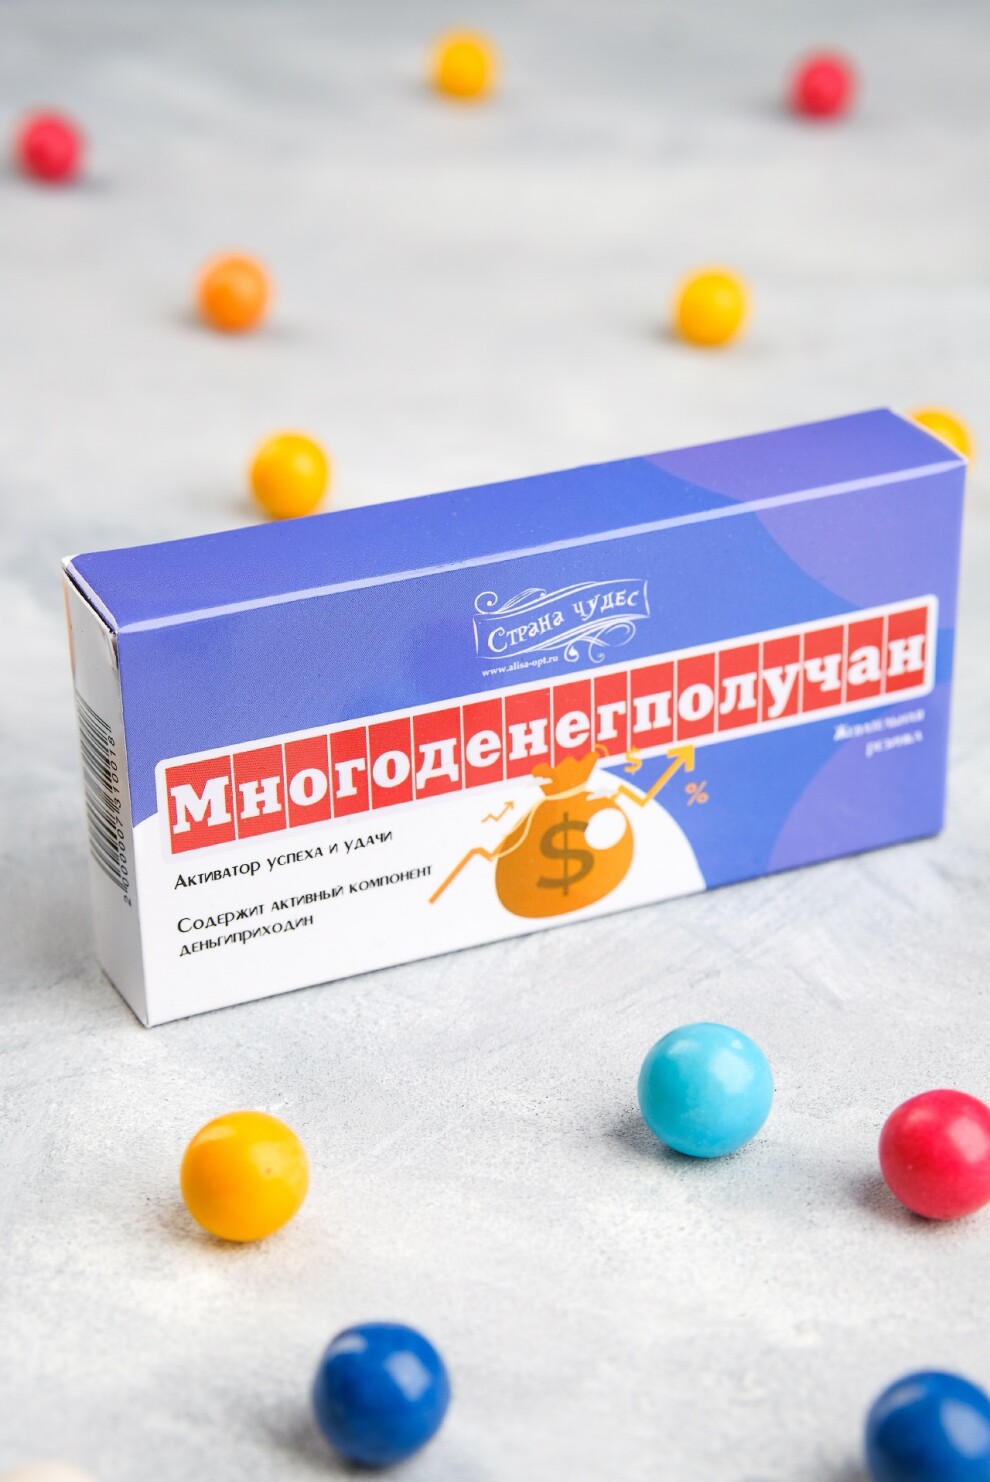 Страна чудес
www.alisa-opt.ru
Многоденегполучан
Жевательная
резинка
Активатор успеха и удачи
Содержит активный компонент
деньгиприходин
$
%
$